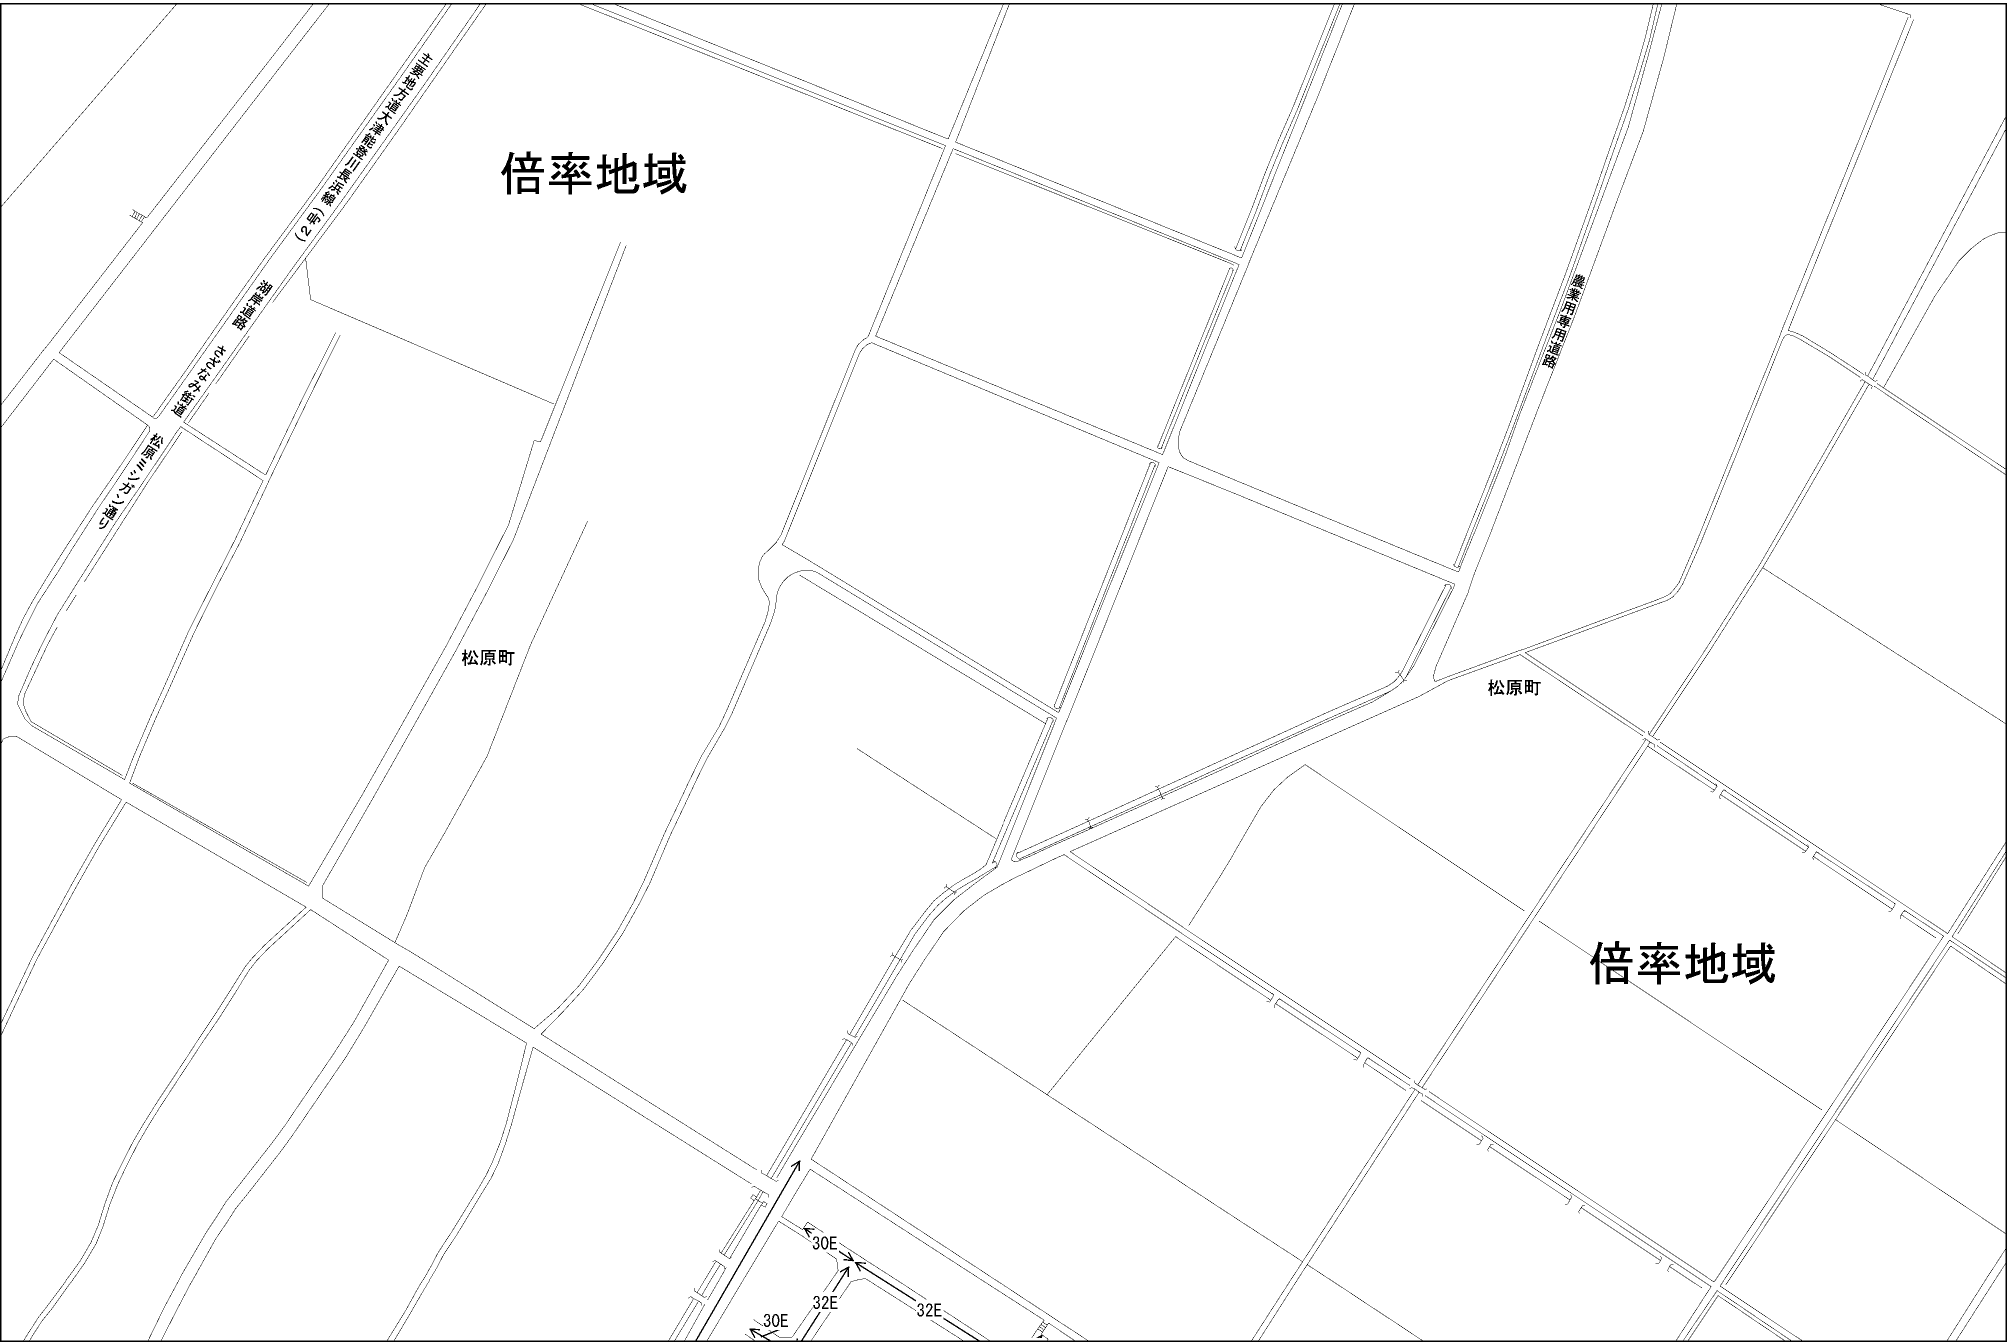 主要地方道大津能登川長浜線
(2号)
倍率地域
湖岸道路
さざなみ街道
松原ミシガン通り
農業用専用道路
松原町
松原町
倍率地域
30E
32E
32E
30E